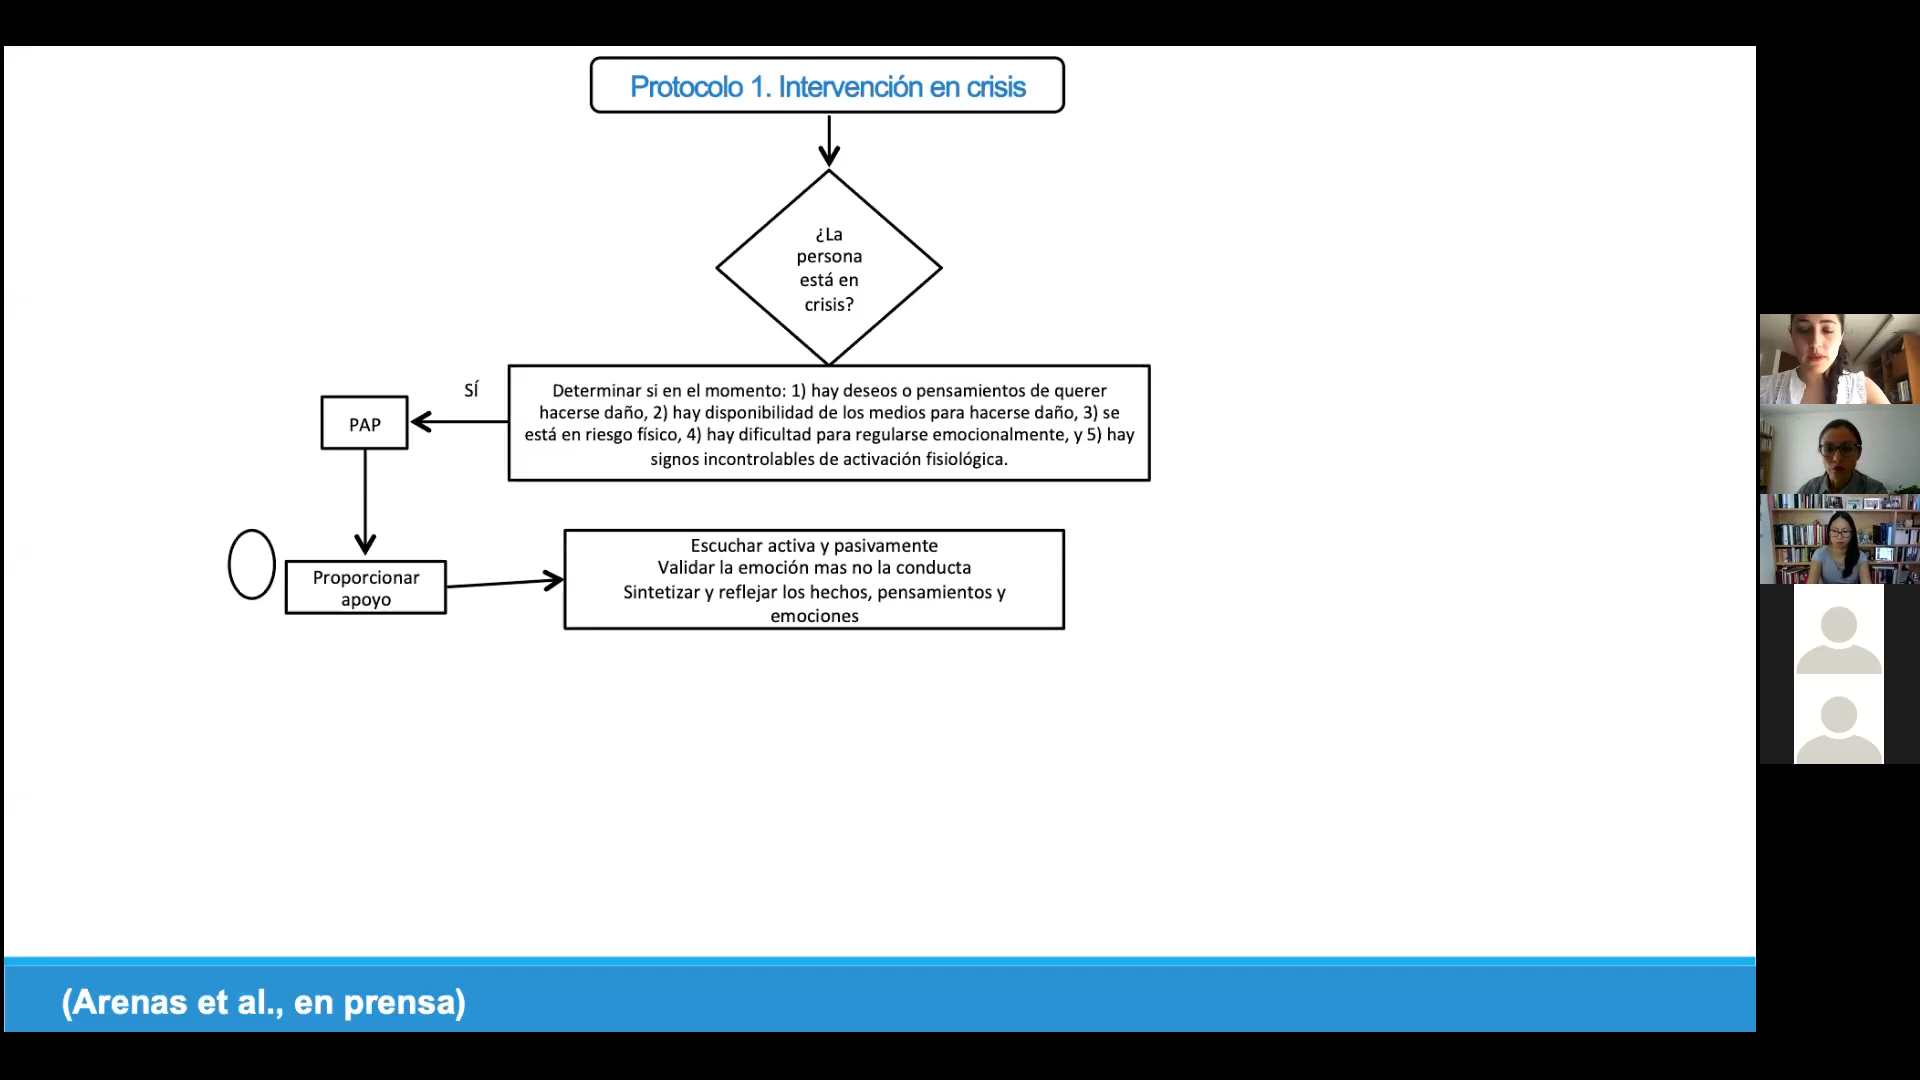 Protocolo 1. Intervención en crisis
¿La
persona
está en
crisis?
Determinar si en el momento: 1) hay deseos o pensamientos de querer
hacerse daño, 2) hay disponibilidad de los medios para hacerse daño, 3) se
está en riesgo físico, 4) hay dificultad para regularse emocionalmente, y 5) hay
signos incontrolables de activación fisiológica.
SÍ
PAP
Proporcionar
apoyo
Escuchar activa y pasivamente
Validar la emoción mas no la conducta
Sintetizar y reflejar los hechos, pensamientos y
emociones
(Arenas et al., en prensa)